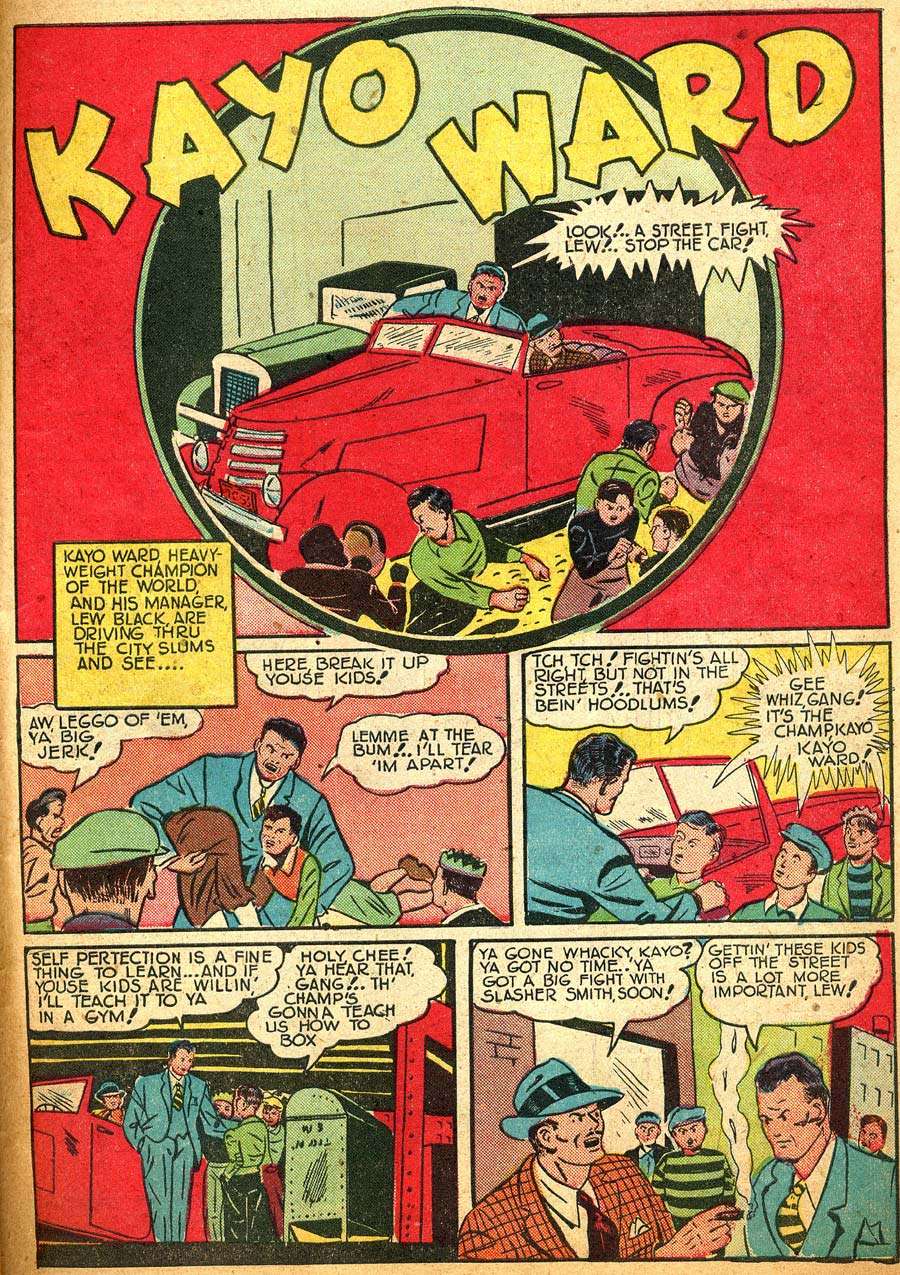 KAYO WARD
LOOK!.. A STREET FIGHT,
LEW!.. STOP THE CAR!
KAYO WARD, HEAVY-
WEIGHT CHAMPION
OF THE WORLD,
AND HIS MANAGER,
LEW BLACK, ARE
DRIVING THRU
THE CITY SLUMS
AND SEE....
HERE, BREAK IT UP
YOUSE KIDS!
AW, LEGGO OF 'EM,
YA' BIG
JERK!
LEMME AT THE
BUM!.. I'LL TEAR
'IM APART!
TCH, TCH! FIGHTIN'S ALL
RIGHT, BUT NOT IN THE
STREETS!.. THAT'S
BEIN' HOODLUMS!
GEE
WHIZ, GANG!
IT'S THE
CHAMP, KAYO
KAYO
WARD!
SELF PERTECTION IS A FINE
THING TO LEARN...AND IF
YOUSE KIDS ARE WILLIN'
I'LL TEACH IT TO YA
IN A GYM!
HOLY CHEE!
YA HEAR THAT,
GANG!.. TH'
CHAMP'S
GONNA TEACH
US HOW TO
BOX
YA GONE WHACKY, KAYO?
YA GOT NO TIME.. YA
GOT A BIG FIGHT WITH
SLASHER SMITH, SOON!
GETTIN' THESE KIDS
OFF THE STREET
IS A LOT MORE
IMPORTANT, LEW!